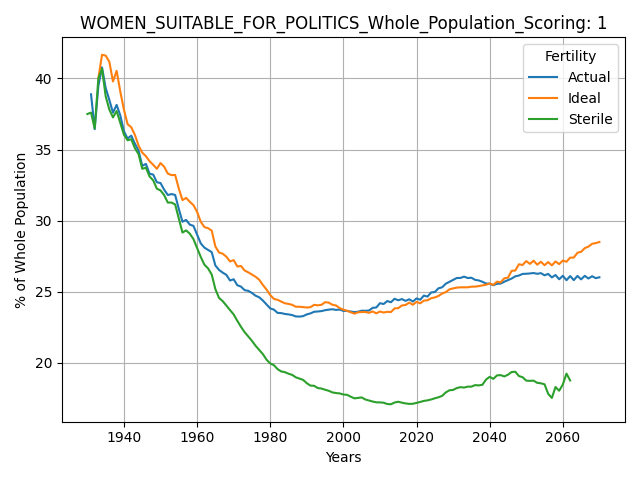 WOMEN_SUITABLE_FOR_POLITICS_Whole_Population_Scoring: 1
Fertility
Actual
Ideal
Sterile
% of Whole Population
40
35
30
25
20
1940 1960 1980 2000 2020 2040 2060
Years